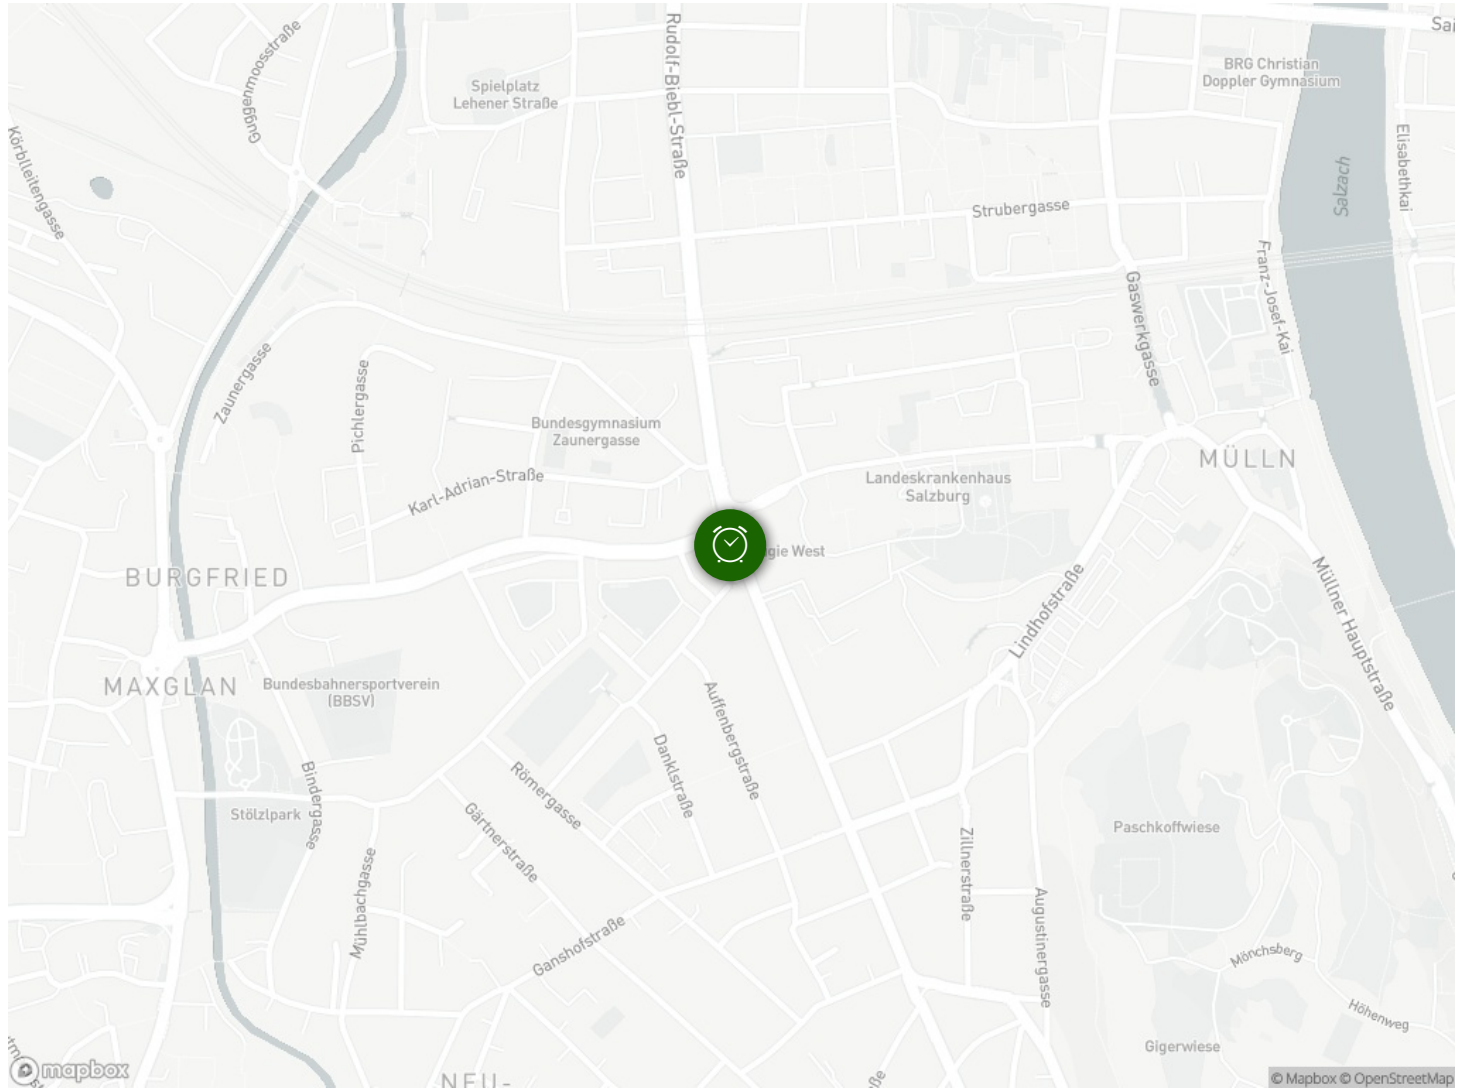 Guggenmoosstraße
Körblleitengasse
Spielplatz
Lehener Straße
Rudolf-Biebl-Straße
BRG Christian
Doppler Gymnasium
Elisabethkai
Salzach
Strubergasse
Franz-Josef-Kai
Gaswerkgasse
Zaunergasse
Pichlergasse
Bundesgymnasium
Zaunergasse
Karl-Adrian-Straße
Landeskrankenhaus
Salzburg
MÜLLN
West
BURGFRIED
MAXGLAN
Bundesbahnersportverein
(BBSV)
Lindhofstraße
Müllner Hauptstraße
Auffenbergstraße
Danklstraße
Römergasse
Gärtnerstraße
Bindergasse
Stölzlpark
Mühlbachgasse
Ganshofstraße
Zillnerstraße
Augustinergasse
Paschkoffwiese
Mönchsberg
Höhenweg
Gigerwiese
NEU-
mapbox
© Mapbox © OpenStreetMap